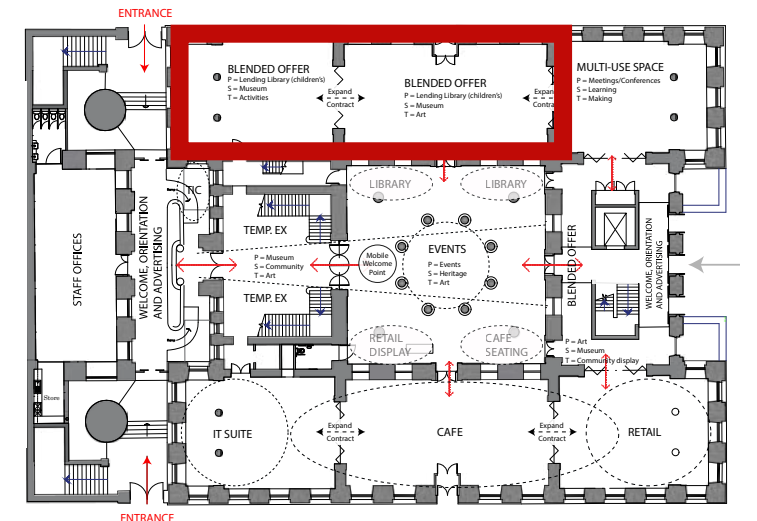 ENTRANCE
BLENDED OFFER
P = Lending Library (children's)
S = Museum
T = Activities
Expand
Contract
BLENDED OFFER
P = Lending Library (children's)
S = Museum
T = Art
Expand
Contra
MULTI-USE SPACE
P = Meetings/Conferences
S = Learning
T = Making
TIC
LIBRARY
LIBRARY
STAFF OFFICES
WELCOME, ORIENTATION
AND ADVERTISING
TEMP. EX
P = Museum
S = Community
T = Art
TEMP. EX
Mobile
Welcome
Point
EVENTS
P = Events
S = Heritage
T = Art
BLENDED OFFER
WELCOME, ORIENTATION
AND ADVERTISING
RETAIL
DISPLAY
CAFE
SEATING
P = Art
S = Museum
T = Community display
Store
IT SUITE
Expand
Contract
CAFE
Expand
Contract
RETAIL
ENTRANCE